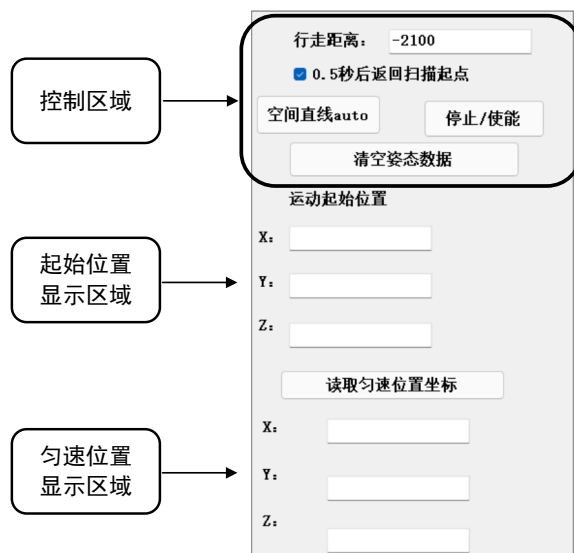 控制区域
行走距离： -2100
0.5秒后返回扫描起点
空间直线auto
停止/使能
清空姿态数据
起始位置
显示区域
运动起始位置
X:
Y:
Z:
读取匀速位置坐标
匀速位置
显示区域
X:
Y:
Z: